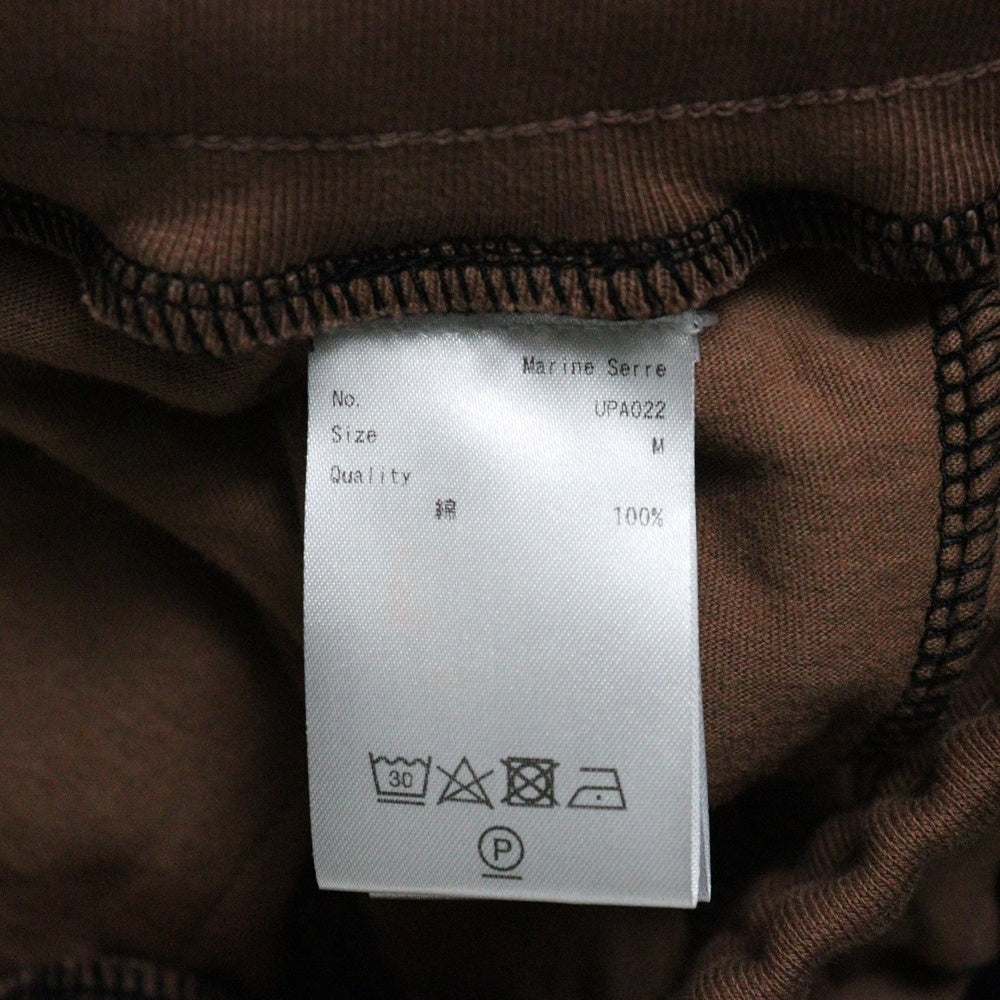 Marine Serre
No. UPA022
Size M
Quality
綿 100%
30
P